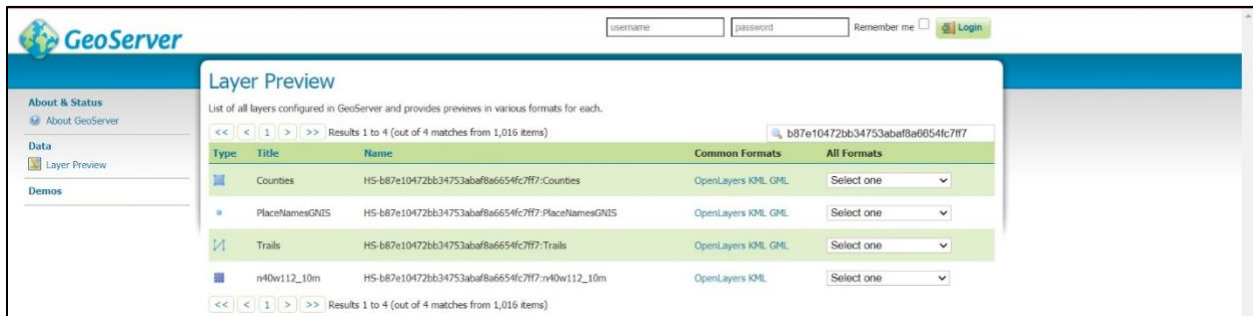 GeoServer
username password Remember me Login
Layer Preview
List of all layers configured in GeoServer and provides previews in various formats for each.
<< < 1 > >> Results 1 to 4 (out of 4 matches from 1,016 items) b87e10472bb34753abaf8a6654fc7ff7
About & Status
About GeoServer
Data
Layer Preview
Demos
Type Title Name Common Formats All Formats
Counties HS-b87e10472bb34753abaf8a6654fc7ff7:Counties OpenLayers KML GML Select one
PlaceNamesGNIS HS-b87e10472bb34753abaf8a6654fc7ff7:PlaceNamesGNIS OpenLayers KML GML Select one
Trails HS-b87e10472bb34753abaf8a6654fc7ff7:Trails OpenLayers KML GML Select one
n40w112_10m HS-b87e10472bb34753abaf8a6654fc7ff7:n40w112_10m OpenLayers KML Select one
<< < 1 > >> Results 1 to 4 (out of 4 matches from 1,016 items)